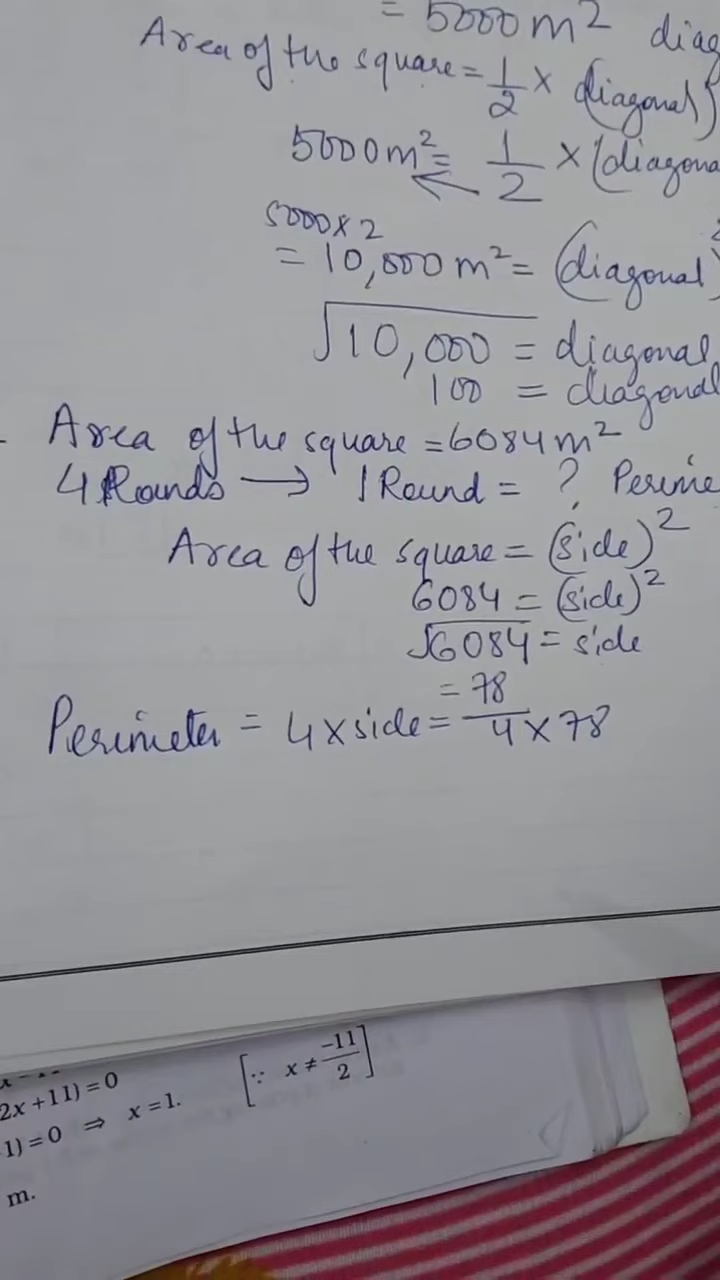 = 5000 m² diag
Area of the square = 1/2 × (diagonal)
5000 m² = 1/2 × (diagona
5000 × 2
= 10,000 m² = (diagonal)
√10,000 = diagonal
100 = diagonal
Area of the square = 6084 m²
4 Rounds → 1 Round = ? Perime
Area of the square = (side)²
6084 = (side)²
√6084 = side
= 78
Perimeter = 4 × side = 4 × 78
2x + 11) = 0 [∵ x ≠ -11/2]
1) = 0 ⇒ x = 1.
m.